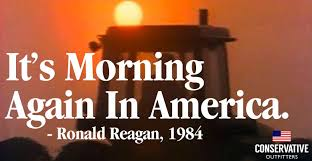 It's Morning
Again In America.
- Ronald Reagan, 1984
CONSERVATIVE
OUTFITTERS